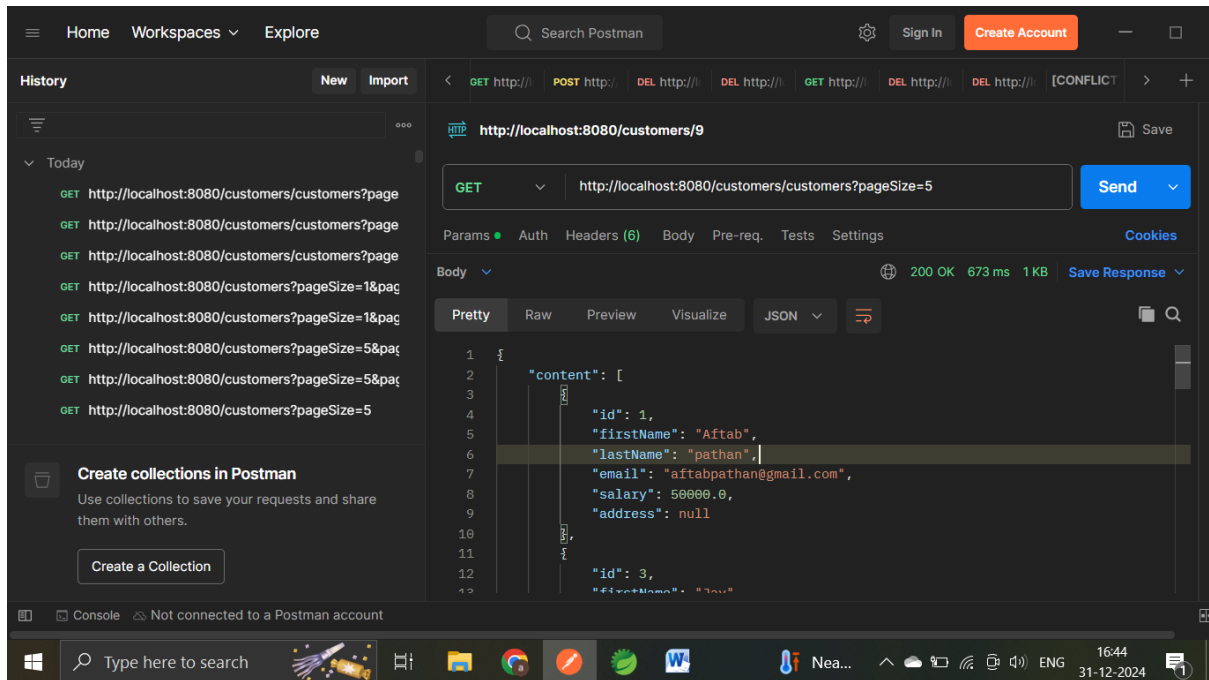 Home Workspaces Explore Search Postman Sign In Create Account
History New Import
GET http:// POST http:/ DEL http:// DEL http:// GET http:// DEL http:// DEL http:// [CONFLICT
HTTP http://localhost:8080/customers/9 Save
Today
GET http://localhost:8080/customers/customers?page
GET http://localhost:8080/customers/customers?page
GET http://localhost:8080/customers/customers?page
GET http://localhost:8080/customers?pageSize=1&pag
GET http://localhost:8080/customers?pageSize=1&pag
GET http://localhost:8080/customers?pageSize=5&pag
GET http://localhost:8080/customers?pageSize=5&pag
GET http://localhost:8080/customers?pageSize=5
Create collections in Postman
Use collections to save your requests and share
them with others.
Create a Collection
GET http://localhost:8080/customers/customers?pageSize=5 Send
Params Auth Headers (6) Body Pre-req. Tests Settings Cookies
Body 200 OK 673 ms 1 KB Save Response
Pretty Raw Preview Visualize JSON
1 {
2 "content": [
3 {
4 "id": 1,
5 "firstName": "Aftab",
6 "lastName": "pathan",
7 "email": "aftabpathan@gmail.com",
8 "salary": 50000.0,
9 "address": null
10 },
11 {
12 "id": 3,
13 "firstName": "Jay"
Console Not connected to a Postman account
Type here to search Nea... ENG 16:44
31-12-2024 1